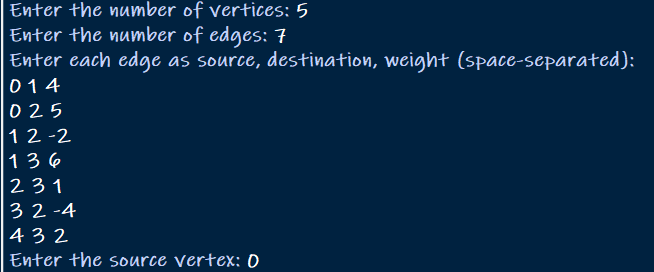 Enter the number of vertices: 5
Enter the number of edges: 7
Enter each edge as source, destination, weight (space-separated):
0 1 4
0 2 5
1 2 -2
1 3 6
2 3 1
3 2 -4
4 3 2
Enter the source vertex: 0